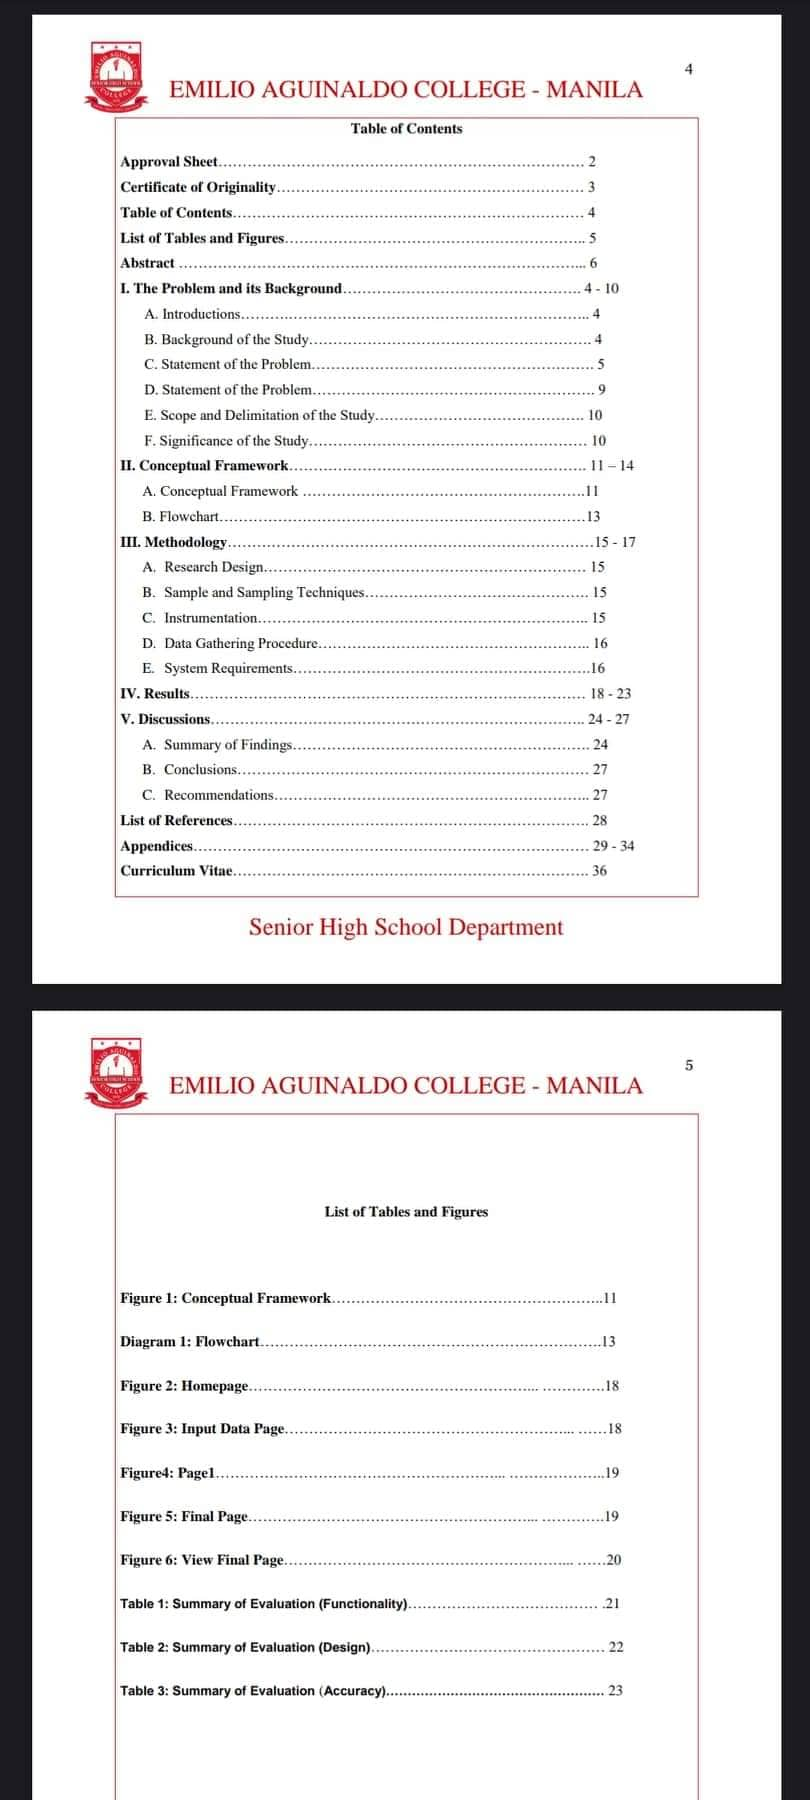 4
EMILIO AGUINALDO COLLEGE - MANILA
Table of Contents
Approval Sheet........................................................................... 2
Certificate of Originality............................................................... 3
Table of Contents........................................................................ 4
List of Tables and Figures.............................................................. 5
Abstract .................................................................................... 6
I. The Problem and its Background................................................. 4 - 10
A. Introductions........................................................................ 4
B. Background of the Study.......................................................... 4
C. Statement of the Problem.......................................................... 5
D. Statement of the Problem.......................................................... 9
E. Scope and Delimitation of the Study........................................... 10
F. Significance of the Study......................................................... 10
II. Conceptual Framework............................................................. 11 – 14
A. Conceptual Framework ..........................................................11
B. Flowchart...........................................................................13
III. Methodology...........................................................................15 - 17
A. Research Design.................................................................. 15
B. Sample and Sampling Techniques.............................................. 15
C. Instrumentation.................................................................... 15
D. Data Gathering Procedure........................................................ 16
E. System Requirements.............................................................16
IV. Results................................................................................. 18 - 23
V. Discussions............................................................................. 24 - 27
A. Summary of Findings............................................................. 24
B. Conclusions........................................................................ 27
C. Recommendations................................................................. 27
List of References......................................................................... 28
Appendices................................................................................. 29 - 34
Curriculum Vitae......................................................................... 36
Senior High School Department
5
EMILIO AGUINALDO COLLEGE - MANILA
List of Tables and Figures
Figure 1: Conceptual Framework........................................................11
Diagram 1: Flowchart......................................................................13
Figure 2: Homepage............................................................ .............18
Figure 3: Input Data Page............................................................ ......18
Figure4: Page1............................................................ ....................19
Figure 5: Final Page............................................................ .............19
Figure 6: View Final Page............................................................ ......20
Table 1: Summary of Evaluation (Functionality)....................................... .21
Table 2: Summary of Evaluation (Design)................................................ 22
Table 3: Summary of Evaluation (Accuracy).................................................. 23